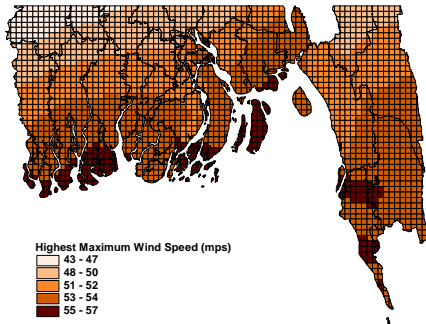 Highest Maximum Wind Speed (mps)
43 - 47
48 - 50
51 - 52
53 - 54
55 - 57